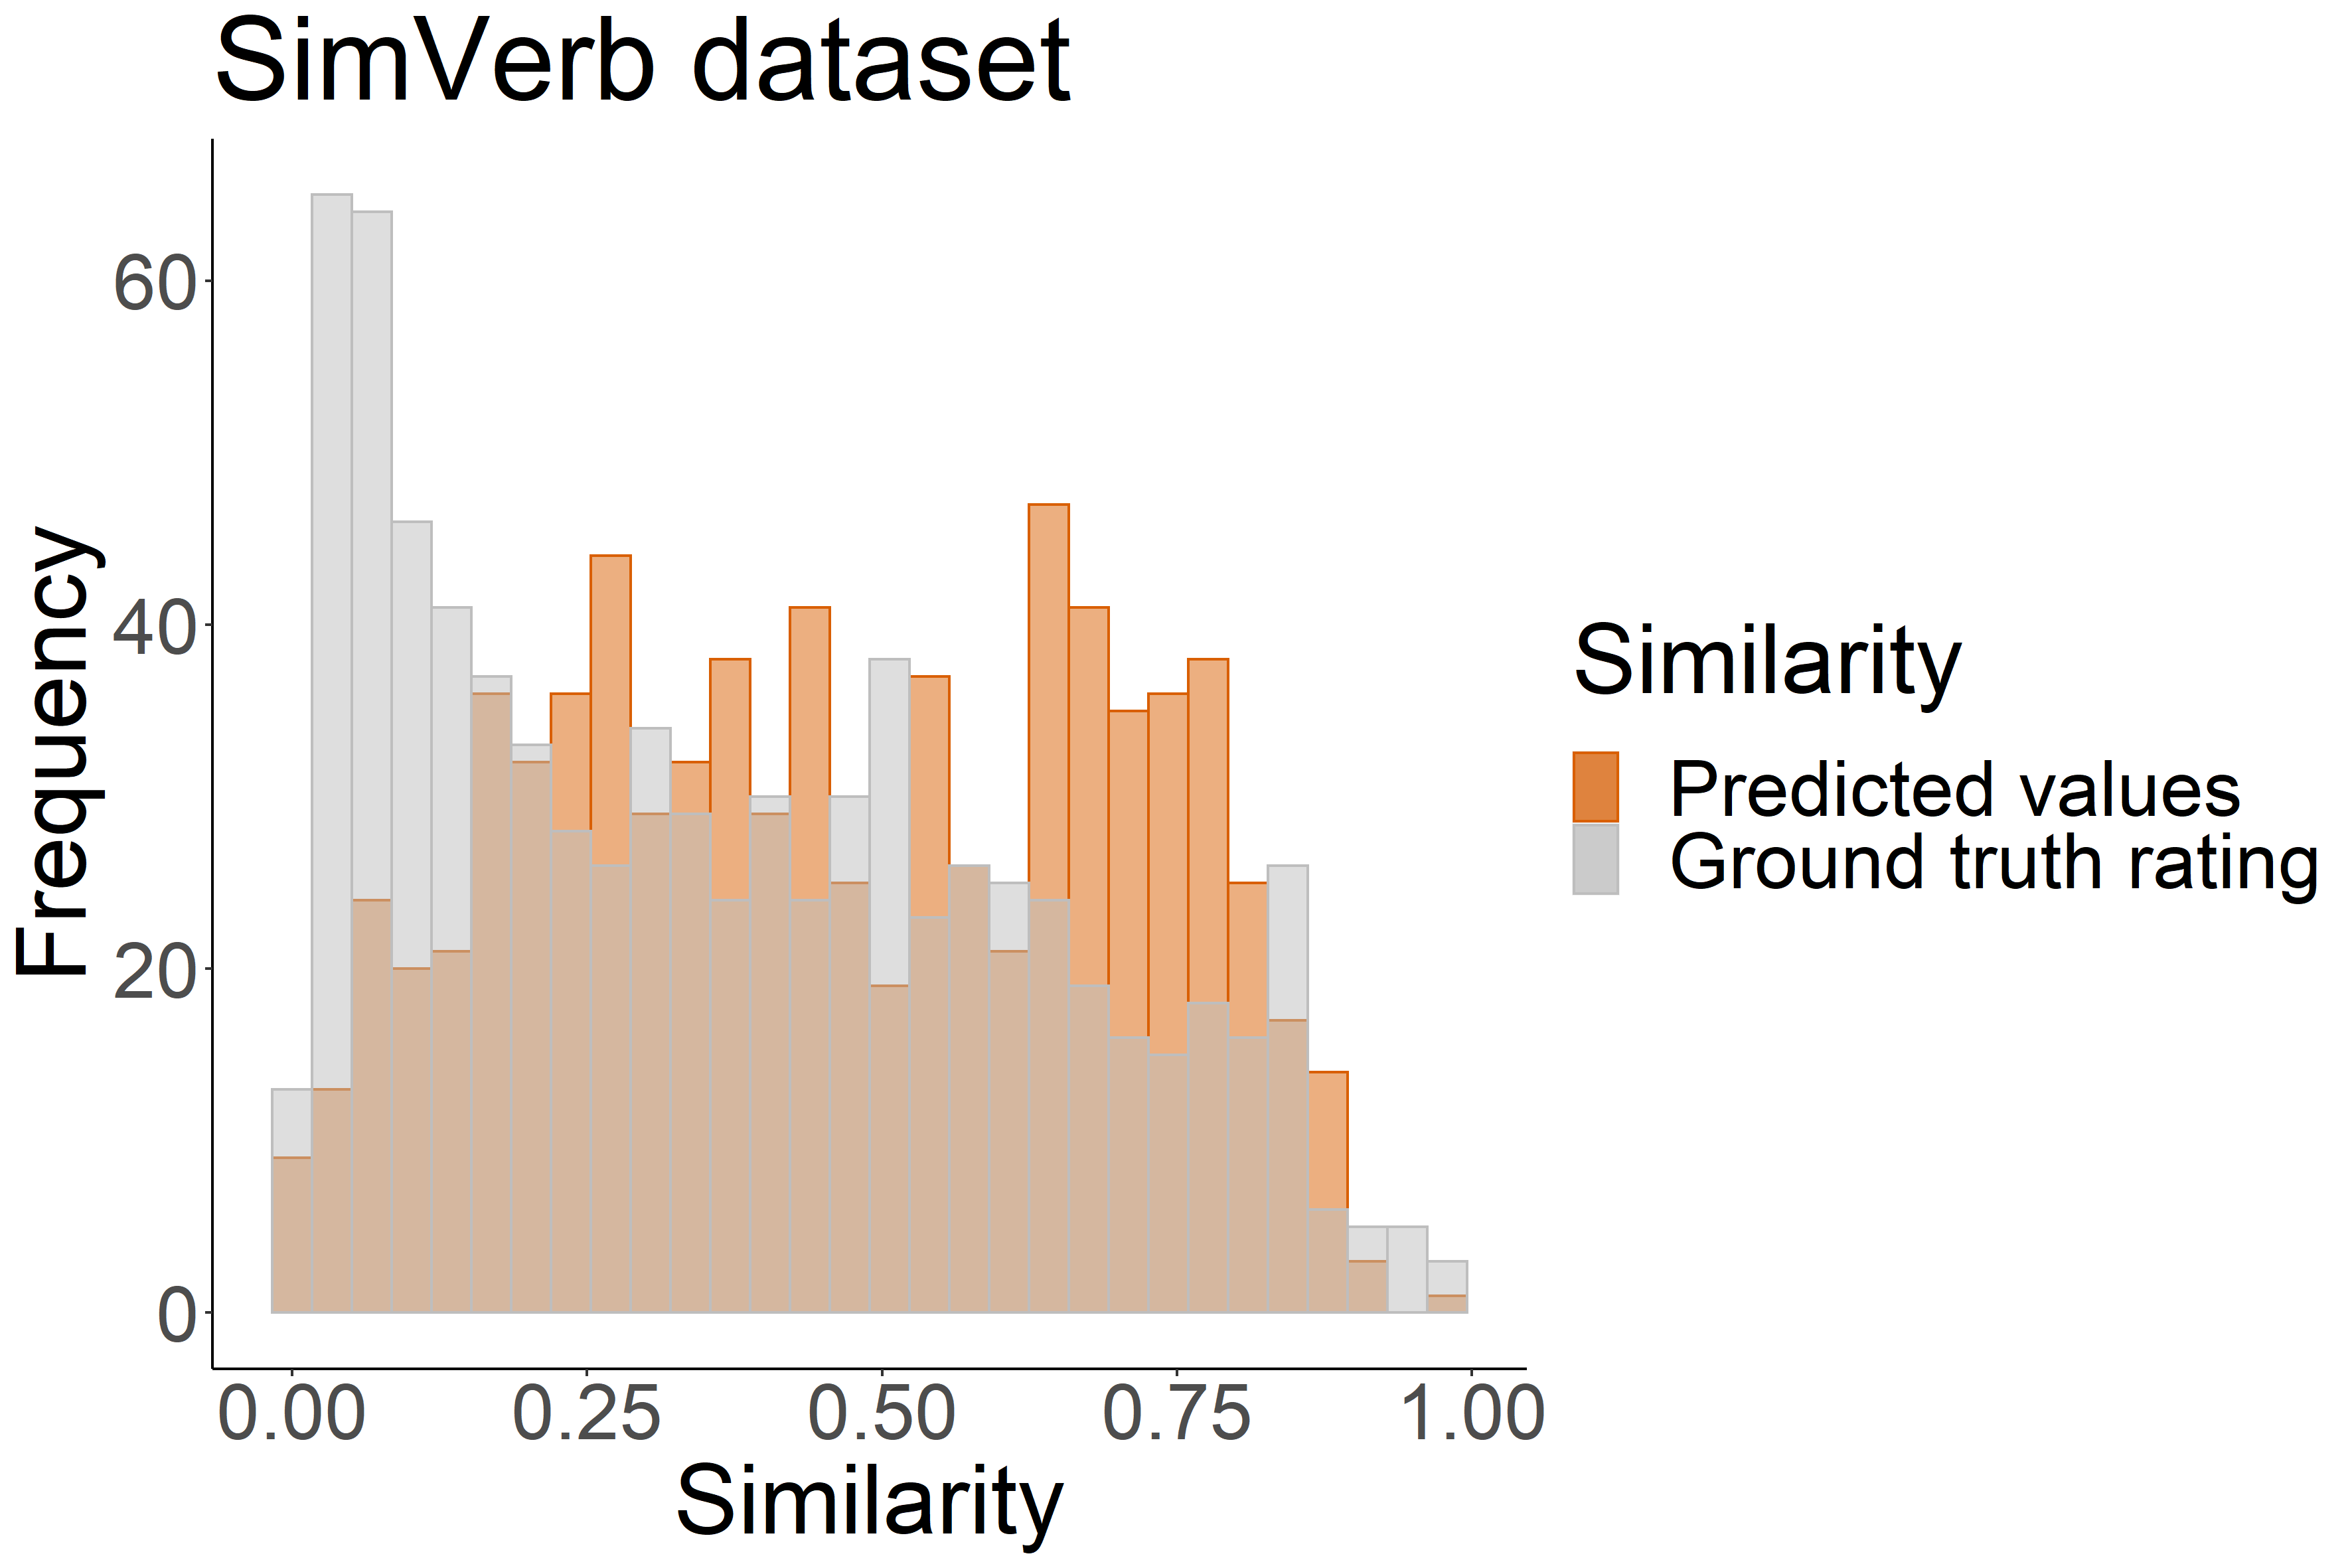 SimVerb dataset
Frequency
60
40
20
0
0.00 0.25 0.50 0.75 1.00
Similarity
Similarity
Predicted values
Ground truth rating